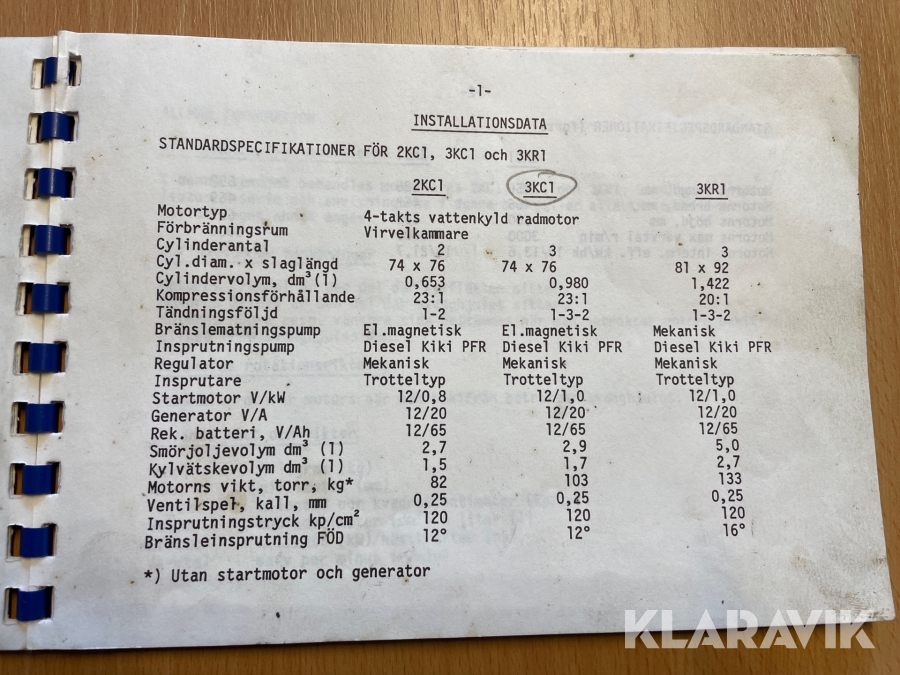 -1-
INSTALLATIONSDATA
STANDARDSPECIFIKATIONER FÖR 2KC1, 3KC1 och 3KR1
2KC1 3KC1 3KR1
Motortyp 4-takts vattenkyld radmotor
Förbränningsrum Virvelkammare
Cylinderantal 2 3 3
Cyl.diam. x slaglängd 74 x 76 74 x 76 81 x 92
Cylindervolym, dm³(l) 0,653 0,980 1,422
Kompressionsförhållande 23:1 23:1 20:1
Tändningsföljd 1-2 1-3-2 1-3-2
Bränslematningspump El.magnetisk El.magnetisk Mekanisk
Insprutningspump Diesel Kiki PFR Diesel Kiki PFR Diesel Kiki PFR
Regulator Mekanisk Mekanisk Mekanisk
Insprutare Trotteltyp Trotteltyp Trotteltyp
Startmotor V/kW 12/0,8 12/1,0 12/1,0
Generator V/A 12/20 12/20 12/20
Rek. batteri, V/Ah 12/65 12/65 12/65
Smörjoljevolym dm³ (l) 2,7 2,9 5,0
Kylvätskevolym dm³ (l) 1,5 1,7 2,7
Motorns vikt, torr, kg* 82 103 133
Ventilspel, kall, mm 0,25 0,25 0,25
Insprutningstryck kp/cm² 120 120 120
Bränsleinsprutning FÖD 12° 12° 16°
*) Utan startmotor och generator
KLARAVIK